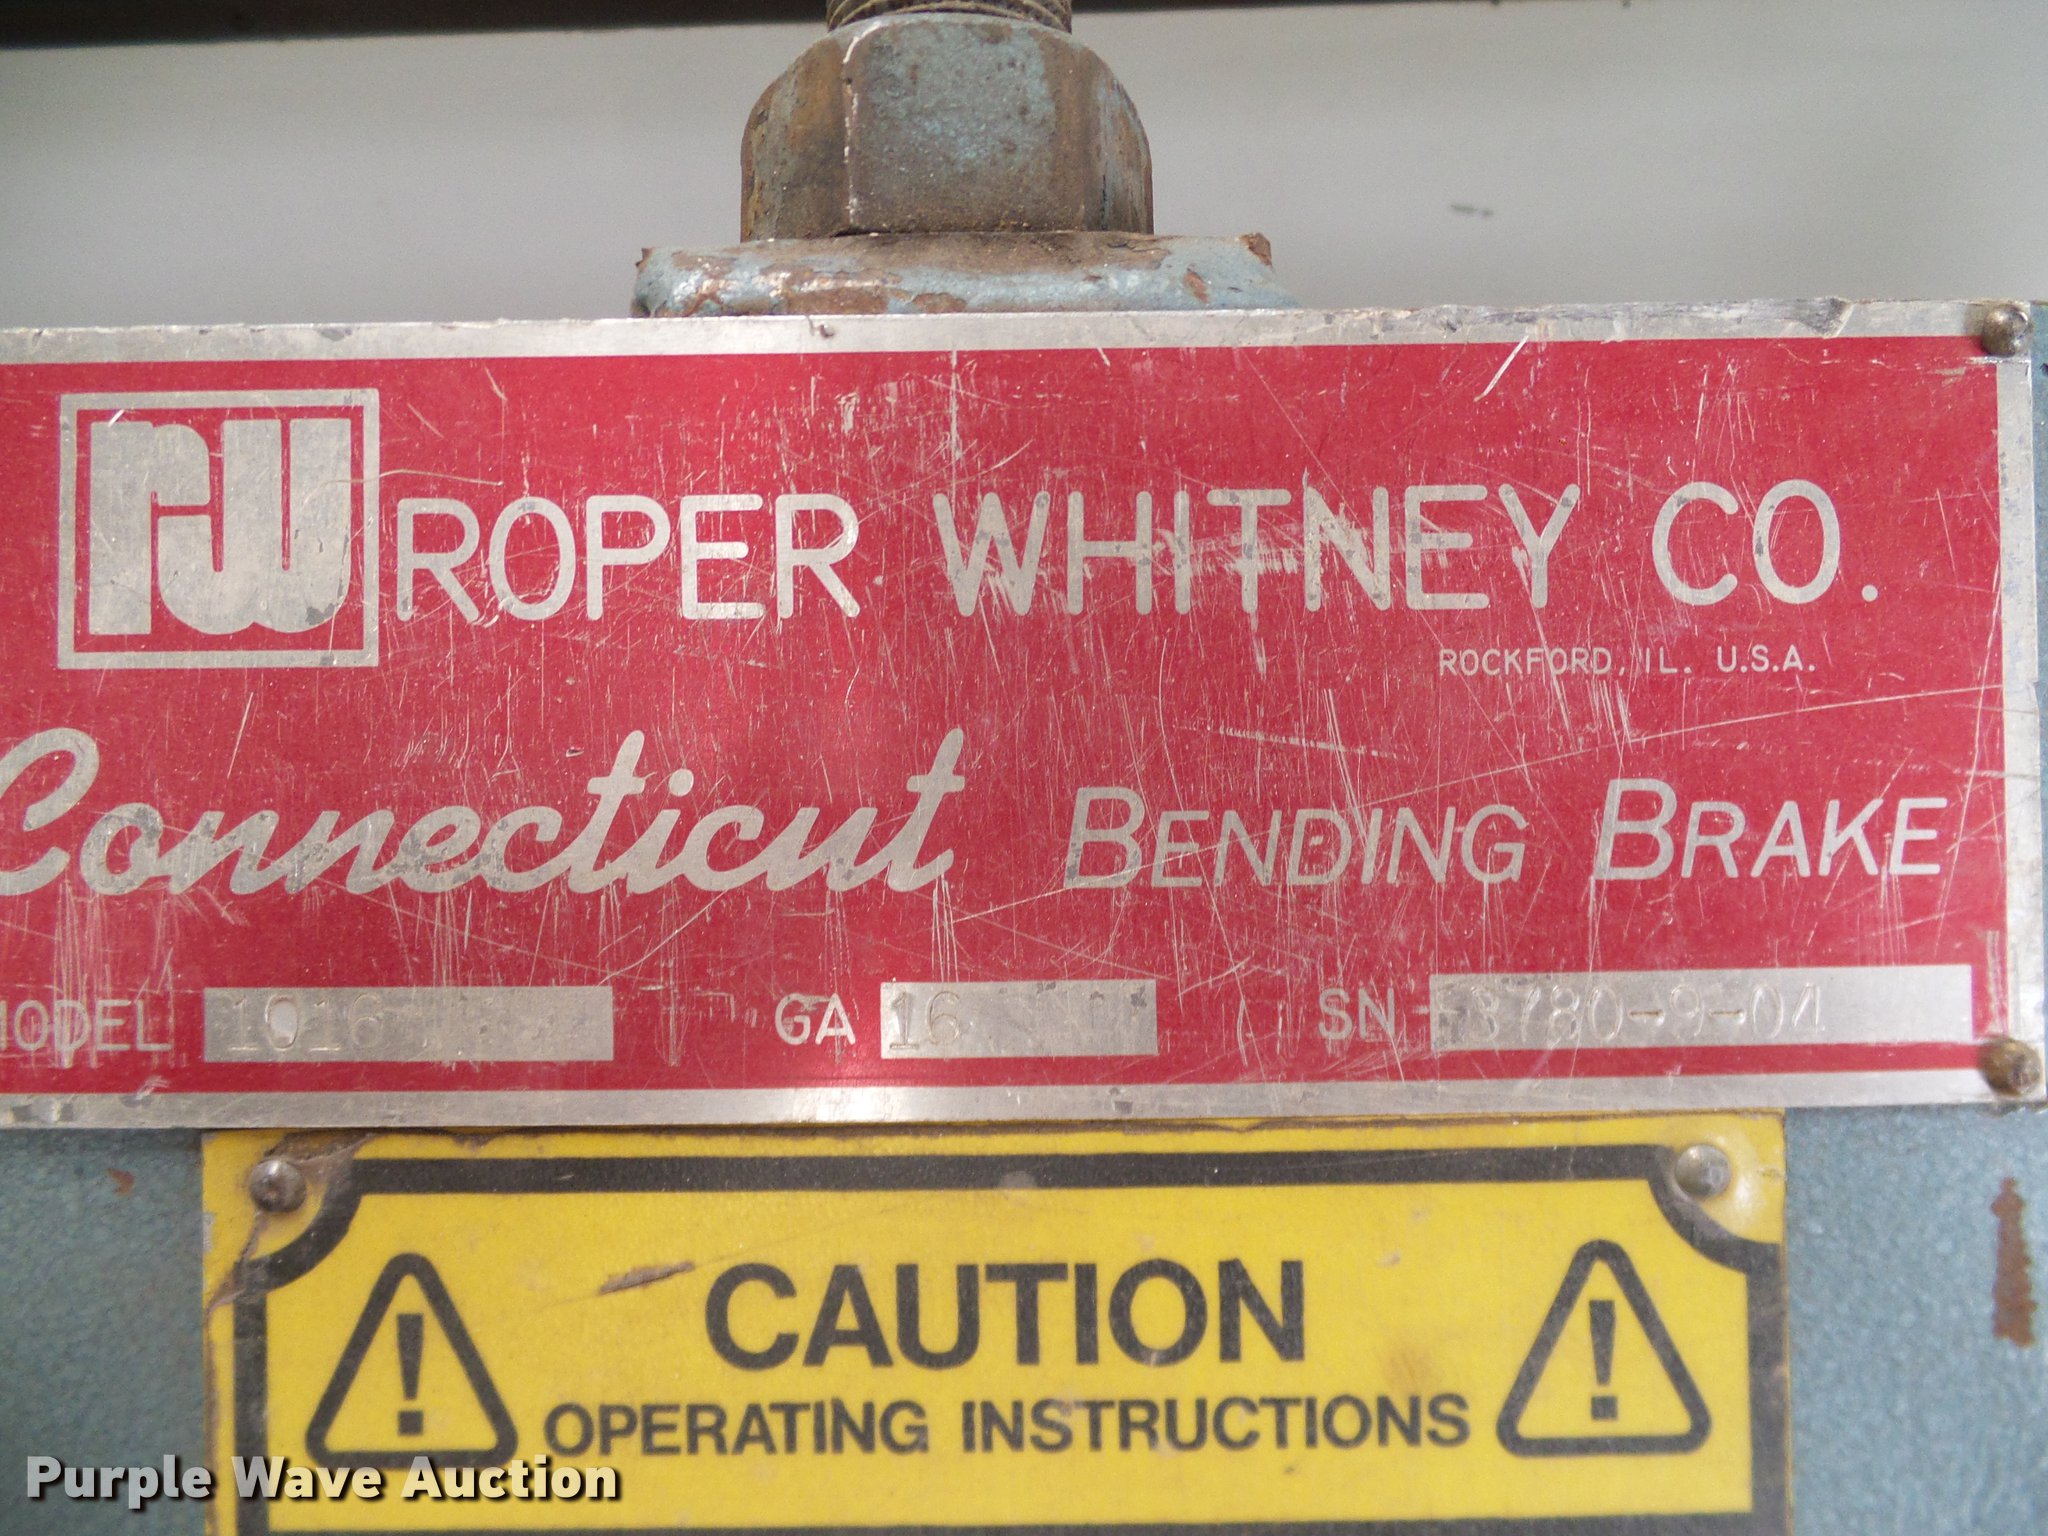 rw ROPER WHITNEY CO.
ROCKFORD, IL. U.S.A.
Connecticut BENDING BRAKE
MODEL 1016 GA 16 SN
CAUTION
OPERATING INSTRUCTIONS
Purple Wave Auction